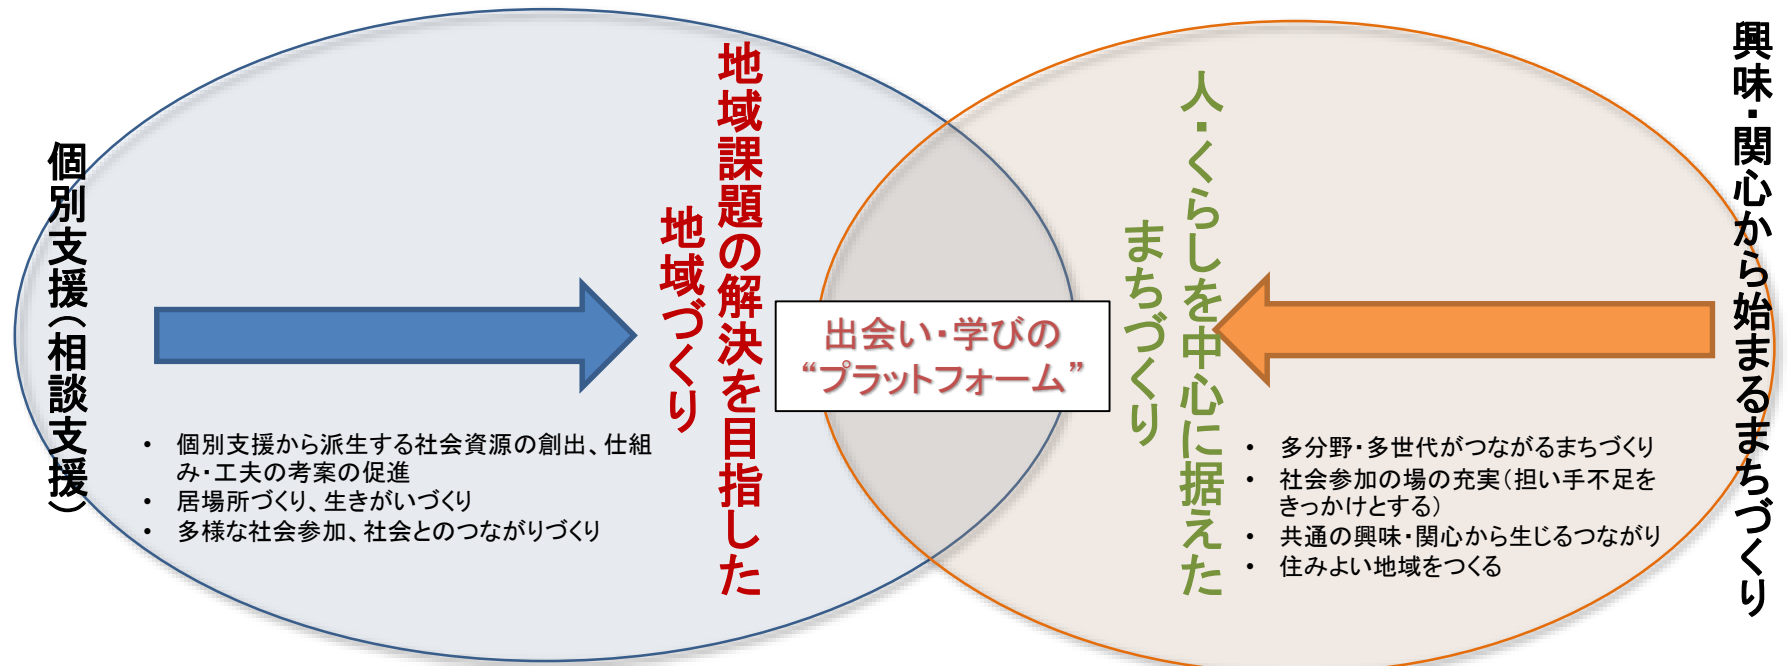 個別支援(相談支援)
地域課題の解決を目指した
地域づくり
• 個別支援から派生する社会資源の創出、仕組
み・工夫の考案の促進
• 居場所づくり、生きがいづくり
• 多様な社会参加、社会とのつながりづくり
出会い・学びの
“プラットフォーム”
人・くらしを中心に据えた
まちづくり
• 多分野・多世代がつながるまちづくり
• 社会参加の場の充実(担い手不足を
きっかけとする)
• 共通の興味・関心から生じるつながり
• 住みよい地域をつくる
興味・関心から始まるまちづくり